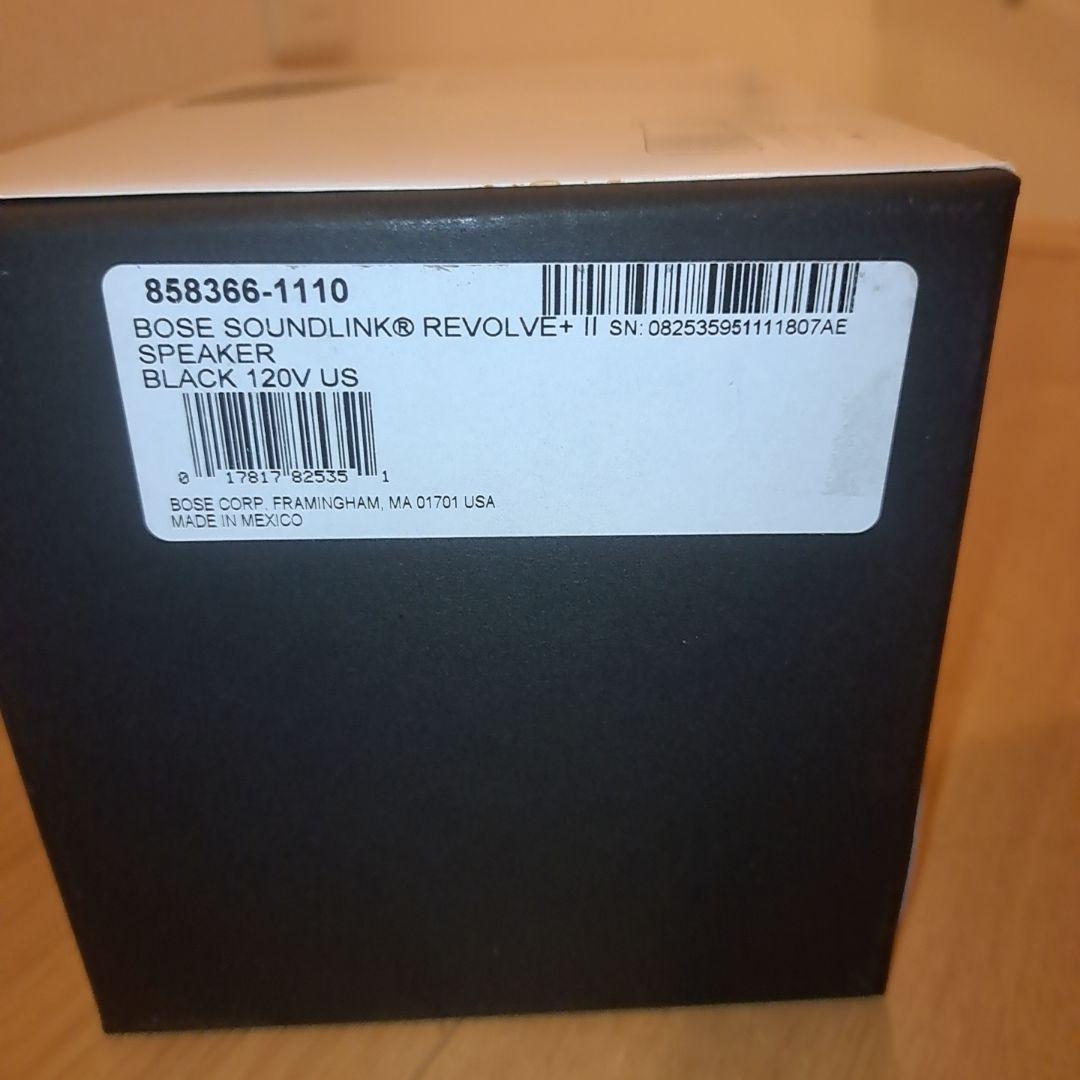 858366-1110
BOSE SOUNDLINK® REVOLVE+ II SN: 082535951111807AE
SPEAKER
BLACK 120V US
0 17817 82535 1
BOSE CORP. FRAMINGHAM, MA 01701 USA
MADE IN MEXICO